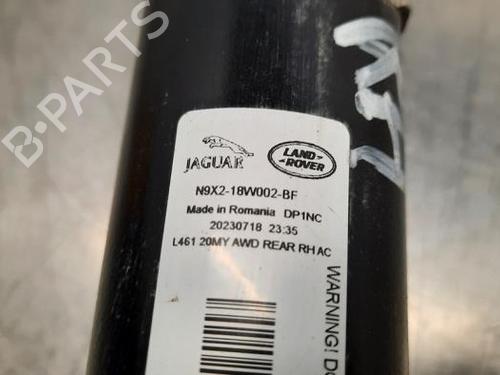 JAGUAR
LAND
ROVER
N9X2-18W002-BF
Made in Romania DP1NC
20230718 23:35
L461 20MY AWD REAR RH AC
WARNING!
B-PARTS